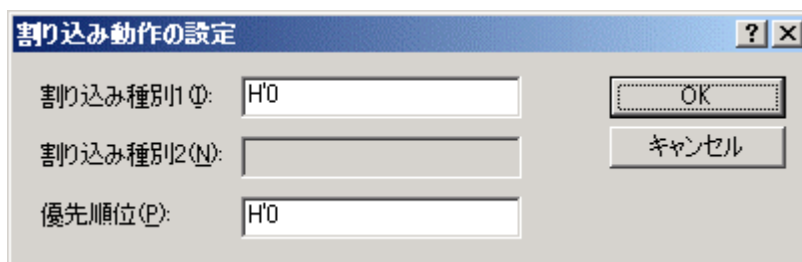 割り込み動作の設定
割り込み種別1(I): H'0
OK
割り込み種別2(N):
キャンセル
優先順位(P): H'0